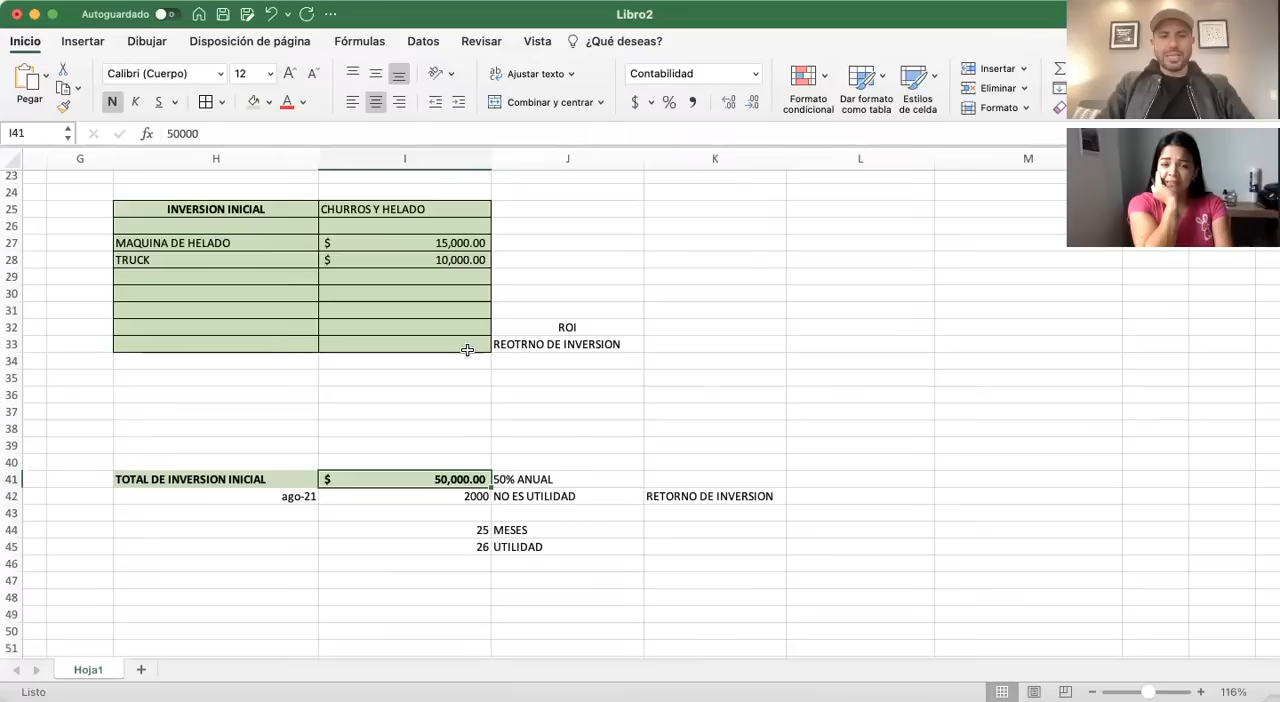 Autoguardado
Libro2
Inicio Insertar Dibujar Disposición de página Fórmulas Datos Revisar Vista ¿Qué deseas?
Pegar
Calibri (Cuerpo) 12
Ajustar texto
Contabilidad
Combinar y centrar
N K S
$ % ,
Formato condicional
Dar formato como tabla
Estilos de celda
Insertar
Eliminar
Formato
I41 fx 50000
G H I J K L M
23
24
25 INVERSION INICIAL CHURROS Y HELADO
26
27 MAQUINA DE HELADO $ 15,000.00
28 TRUCK $ 10,000.00
29
30
31
32 ROI
33 REOTRNO DE INVERSION
34
35
36
37
38
39
40
41 TOTAL DE INVERSION INICIAL $ 50,000.00 50% ANUAL
42 ago-21 2000 NO ES UTILIDAD RETORNO DE INVERSION
43
44 25 MESES
45 26 UTILIDAD
46
47
48
49
50
51
Hoja1
Listo
116%